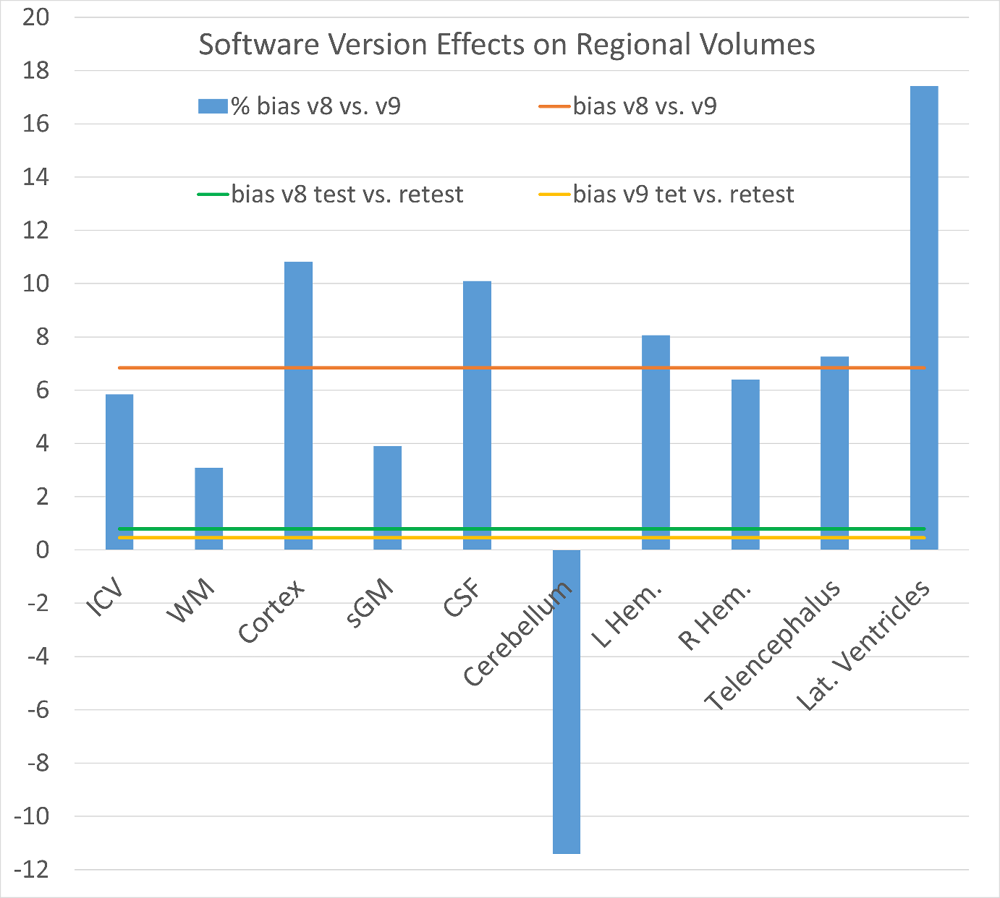 Software Version Effects on Regional Volumes
% bias v8 vs. v9
bias v8 vs. v9
bias v8 test vs. retest
bias v9 tet vs. retest
20
18
16
14
12
10
8
6
4
2
0
-2
-4
-6
-8
-10
-12
ICV
WM
Cortex
sGM
CSF
Cerebellum
L Hem.
R Hem.
Telencephalus
Lat. Ventricles